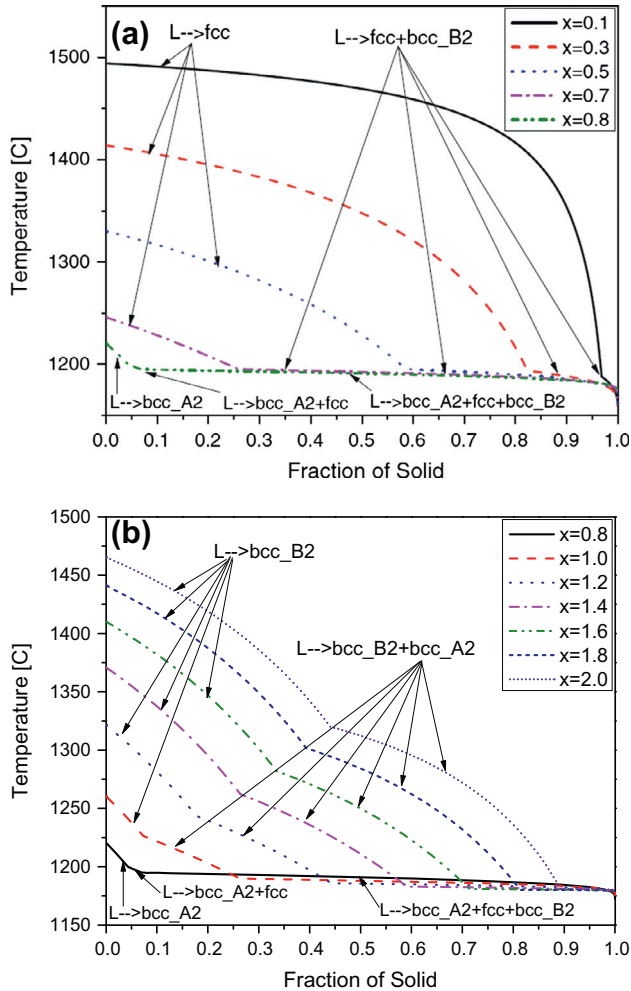 (a)
L-->fcc
L-->fcc+bcc_B2
x=0.1
x=0.3
x=0.5
x=0.7
x=0.8
1500
1400
1300
1200
Temperature [C]
L-->bcc_A2
L-->bcc_A2+fcc
L-->bcc_A2+fcc+bcc_B2
0.0 0.1 0.2 0.3 0.4 0.5 0.6 0.7 0.8 0.9 1.0
Fraction of Solid
(b)
L-->bcc_B2
L-->bcc_B2+bcc_A2
x=0.8
x=1.0
x=1.2
x=1.4
x=1.6
x=1.8
x=2.0
1500
1450
1400
1350
1300
1250
1200
1150
Temperature [C]
L-->bcc_A2+fcc
L-->bcc_A2
L-->bcc_A2+fcc+bcc_B2
0.0 0.1 0.2 0.3 0.4 0.5 0.6 0.7 0.8 0.9 1.0
Fraction of Solid